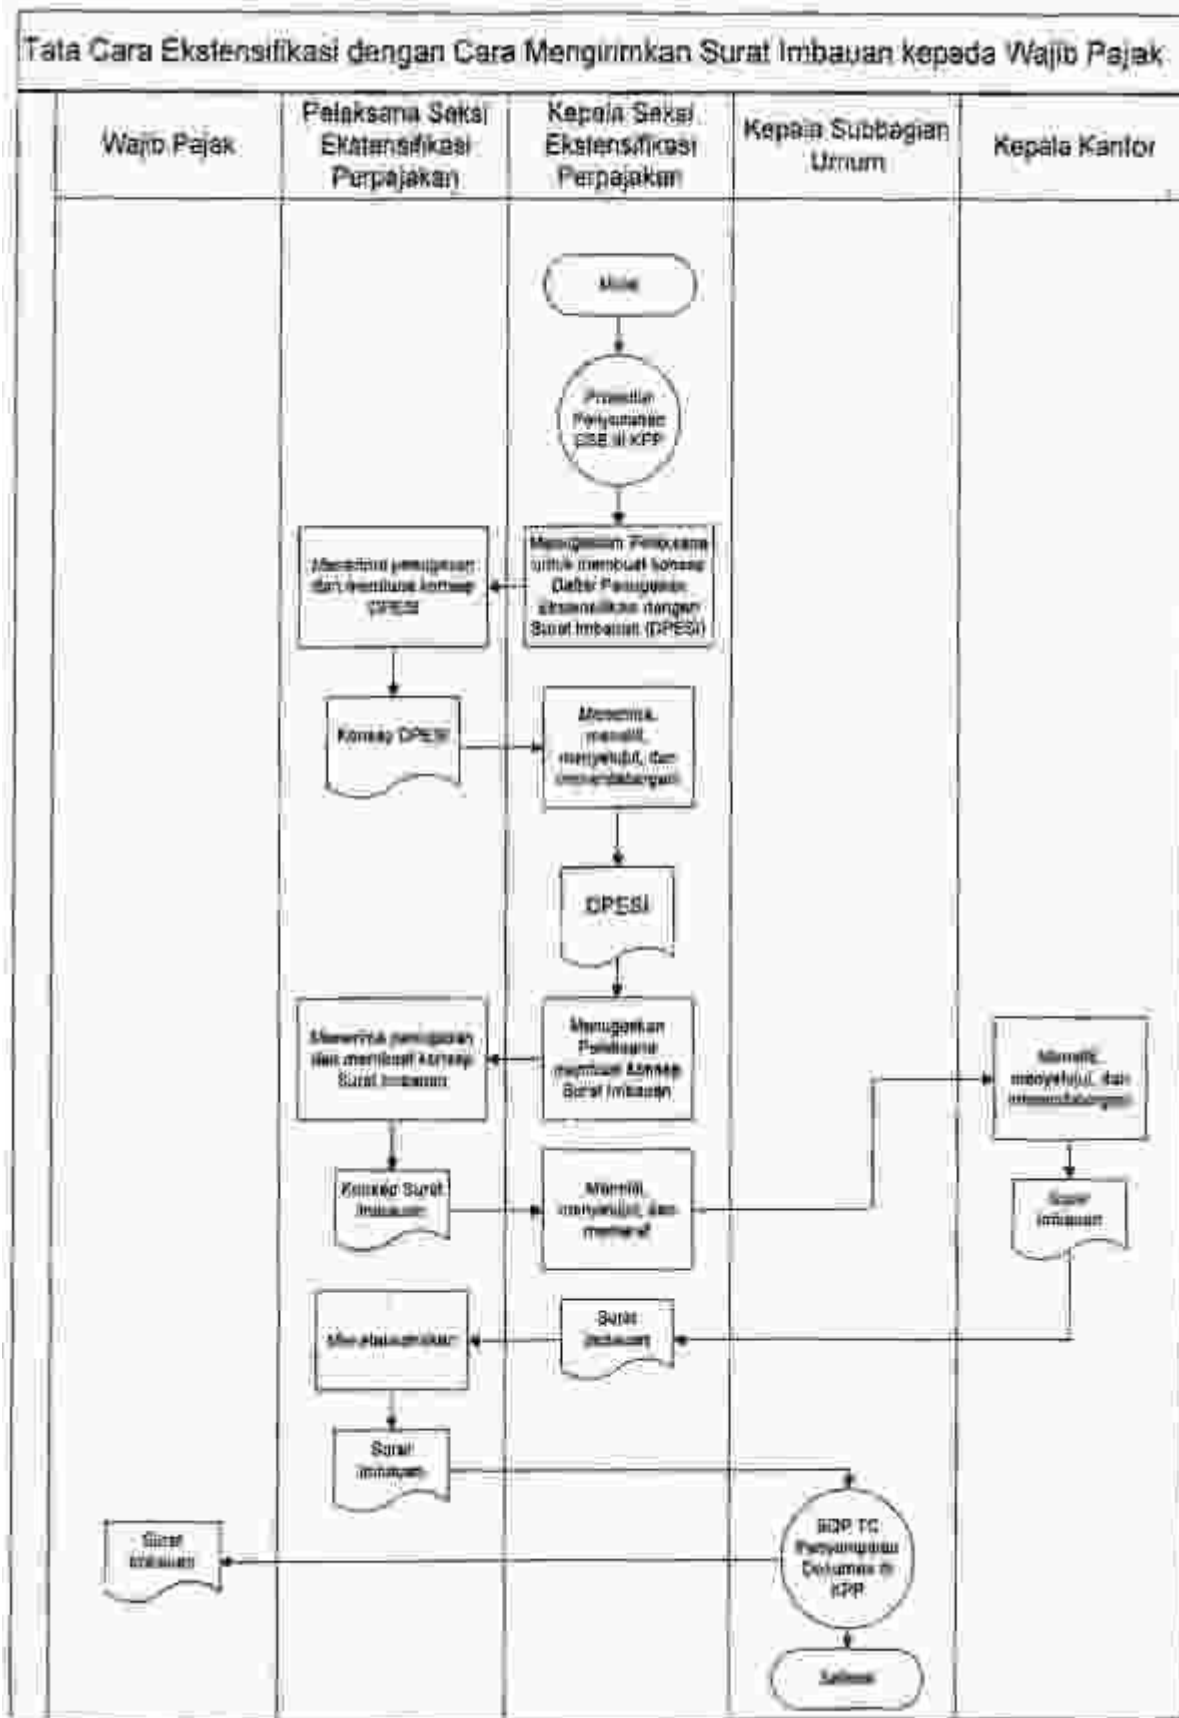 Tata Cara Ekstensifikasi dengan Cara Mengirimkan Surat Imbauan kepada Wajib Pajak
Wajib Pajak
Pelaksana Seksi
Ekstensifikasi
Perpajakan
Kepala Seksi
Ekstensifikasi
Perpajakan
Kepala Subbagian
Umum
Kepala Kantor
Mulai
Prosedur
di KPP
Menugaskan Pelaksana
untuk membuat konsep
Daftar Penugasan
Ekstensifikasi dengan
Surat Imbauan (DPESI)
Menerima penugasan
dan membuat konsep
DPESI
Konsep DPESI
Menerima,
meneliti,
menyetujui, dan
menandatangani
DPESI
Menugaskan
Pelaksana
membuat Konsep
Surat Imbauan
Menerima penugasan
dan membuat konsep
Surat Imbauan
Meneliti,
menyetujui, dan
menandatangani
Konsep Surat
Imbauan
Meneliti,
menyetujui, dan
memaraf
Surat
Imbauan
Surat
Imbauan
Menatausahakan
Surat
Imbauan
SOP TC
Penyampaian
Dokumen di
KPP
Surat
Imbauan
Selesai